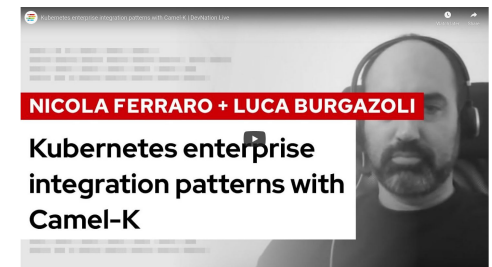 Kubernetes enterprise integration patterns with Camel-K | DevNation Live
NICOLA FERRARO + LUCA BURGAZOLI
Kubernetes enterprise
integration patterns with
Camel-K